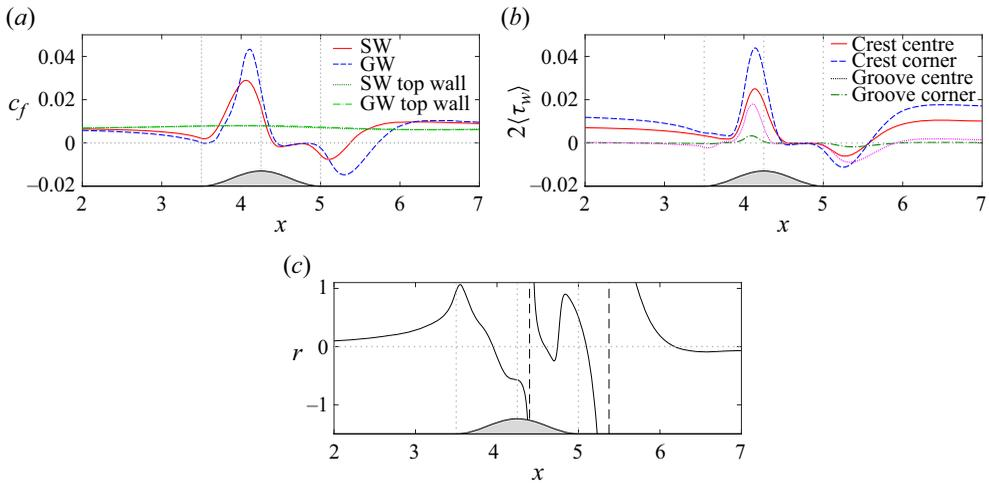 (a)
0.04
0.02
0
−0.02
c_f
SW
GW
SW top wall
GW top wall
2 3 4 5 6 7
x
(b)
0.04
0.02
0
−0.02
2⟨τ_w⟩
Crest centre
Crest corner
Groove centre
Groove corner
2 3 4 5 6 7
x
(c)
1
0
−1
r
2 3 4 5 6 7
x